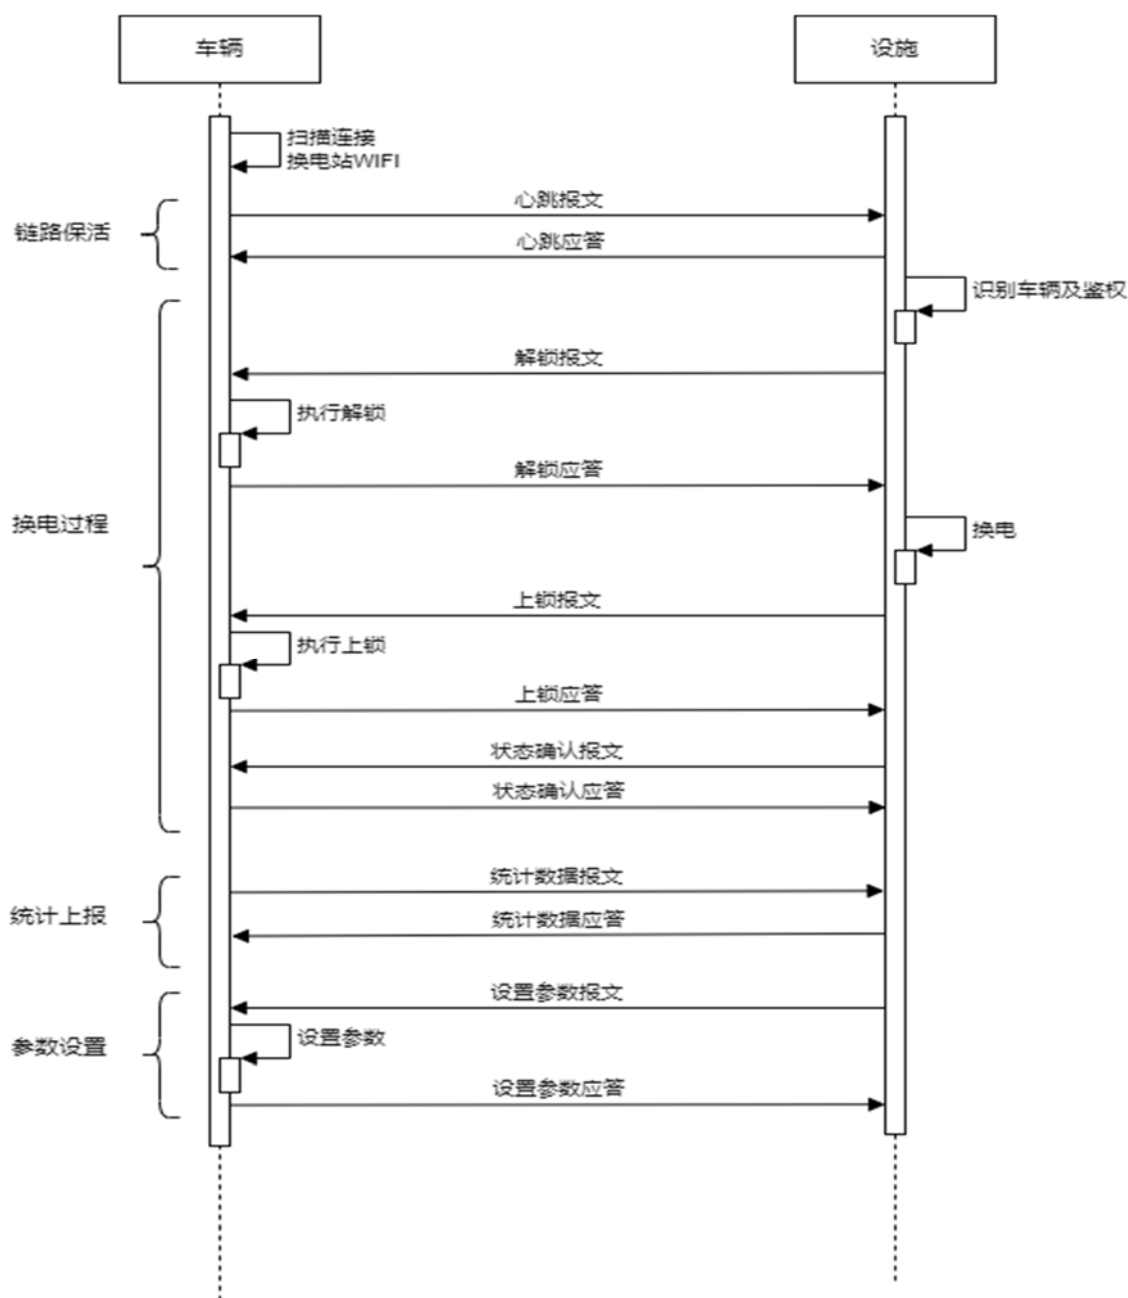 车辆
设施
扫描连接
换电站WIFI
心跳报文
链路保活
心跳应答
识别车辆及鉴权
解锁报文
执行解锁
解锁应答
换电过程
换电
上锁报文
执行上锁
上锁应答
状态确认报文
状态确认应答
统计数据报文
统计上报
统计数据应答
设置参数报文
设置参数
参数设置
设置参数应答